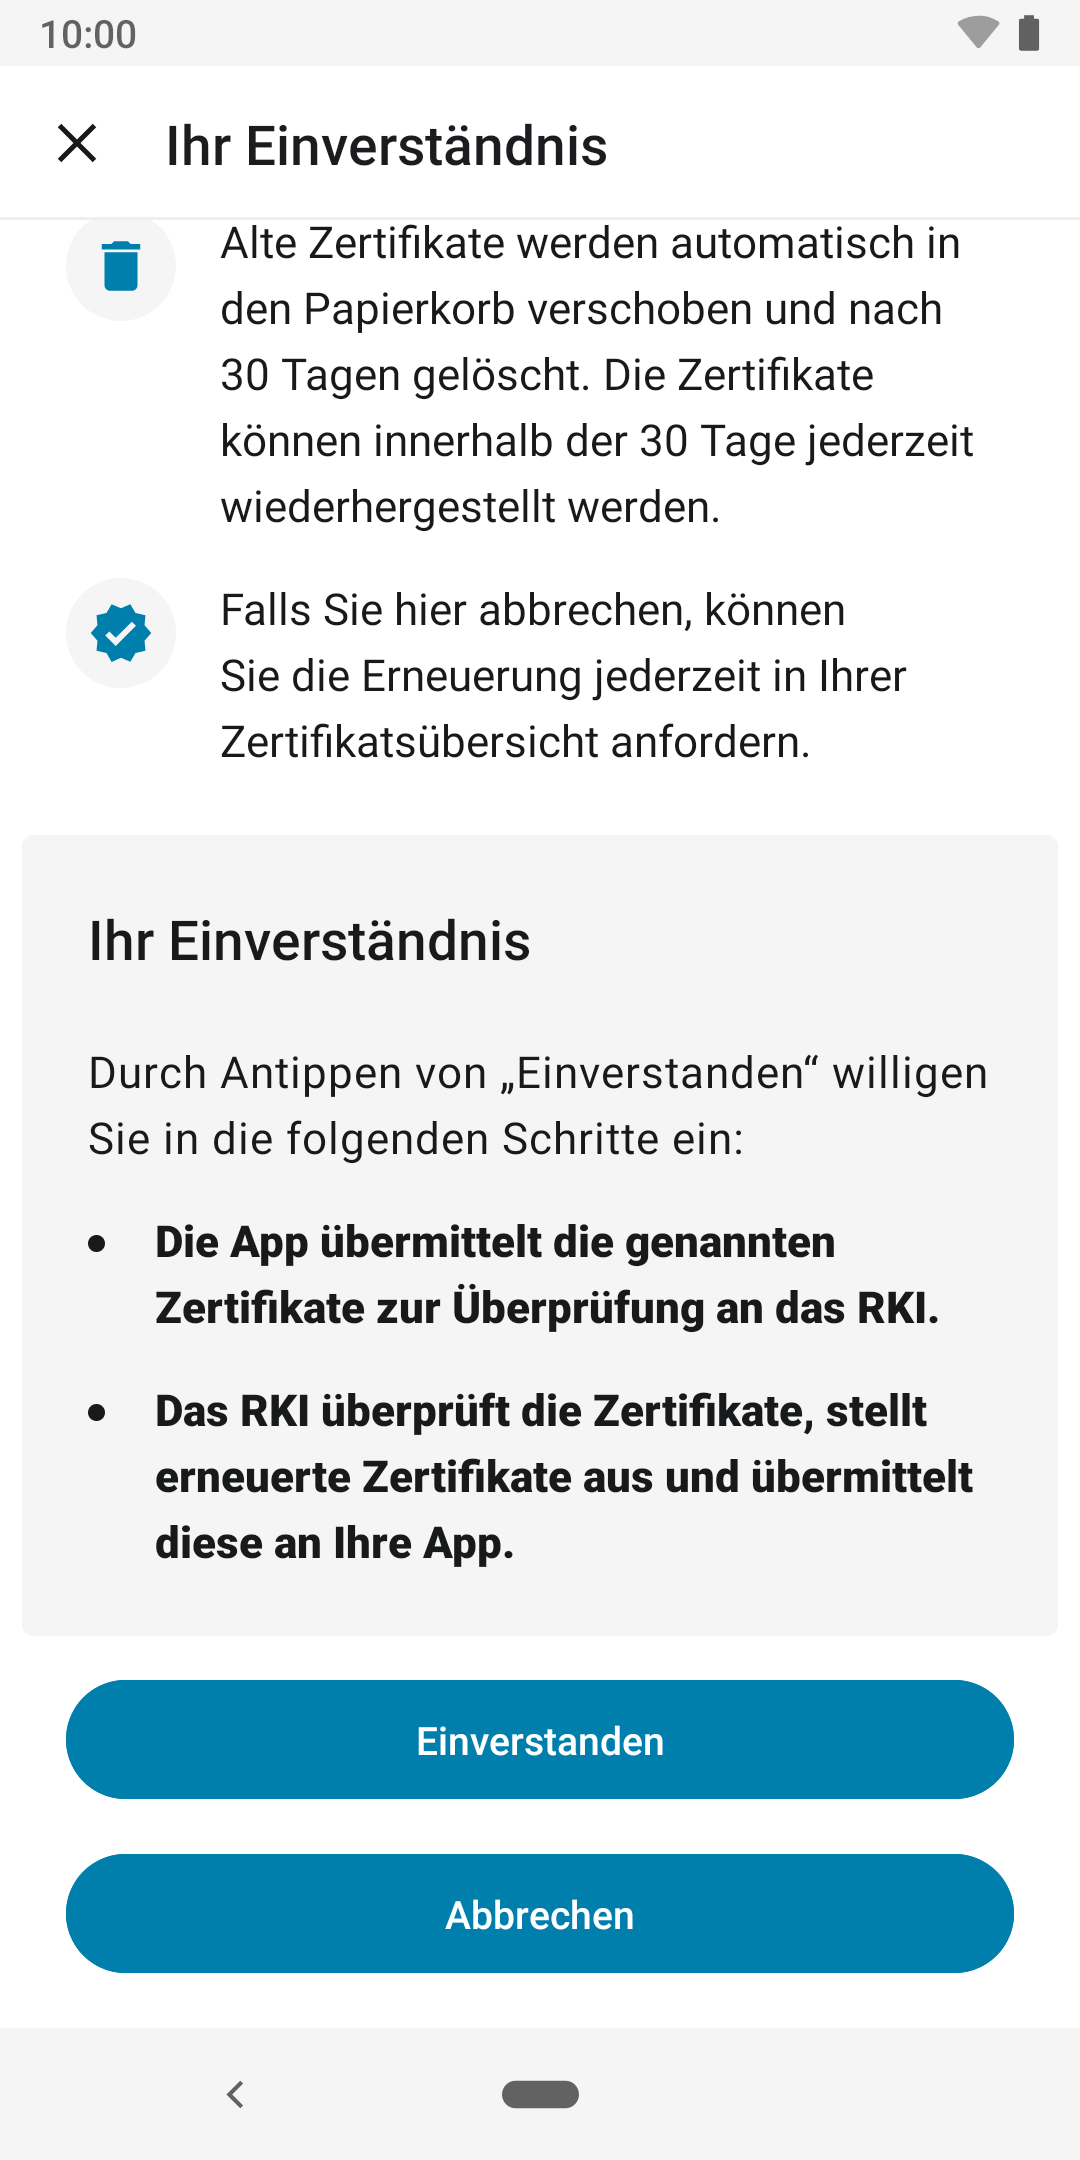 10:00
Ihr Einverständnis
Alte Zertifikate werden automatisch in
den Papierkorb verschoben und nach
30 Tagen gelöscht. Die Zertifikate
können innerhalb der 30 Tage jederzeit
wiederhergestellt werden.
Falls Sie hier abbrechen, können
Sie die Erneuerung jederzeit in Ihrer
Zertifikatsübersicht anfordern.
Ihr Einverständnis
Durch Antippen von „Einverstanden“ willigen
Sie in die folgenden Schritte ein:
• Die App übermittelt die genannten
Zertifikate zur Überprüfung an das RKI.
• Das RKI überprüft die Zertifikate, stellt
erneuerte Zertifikate aus und übermittelt
diese an Ihre App.
Einverstanden
Abbrechen